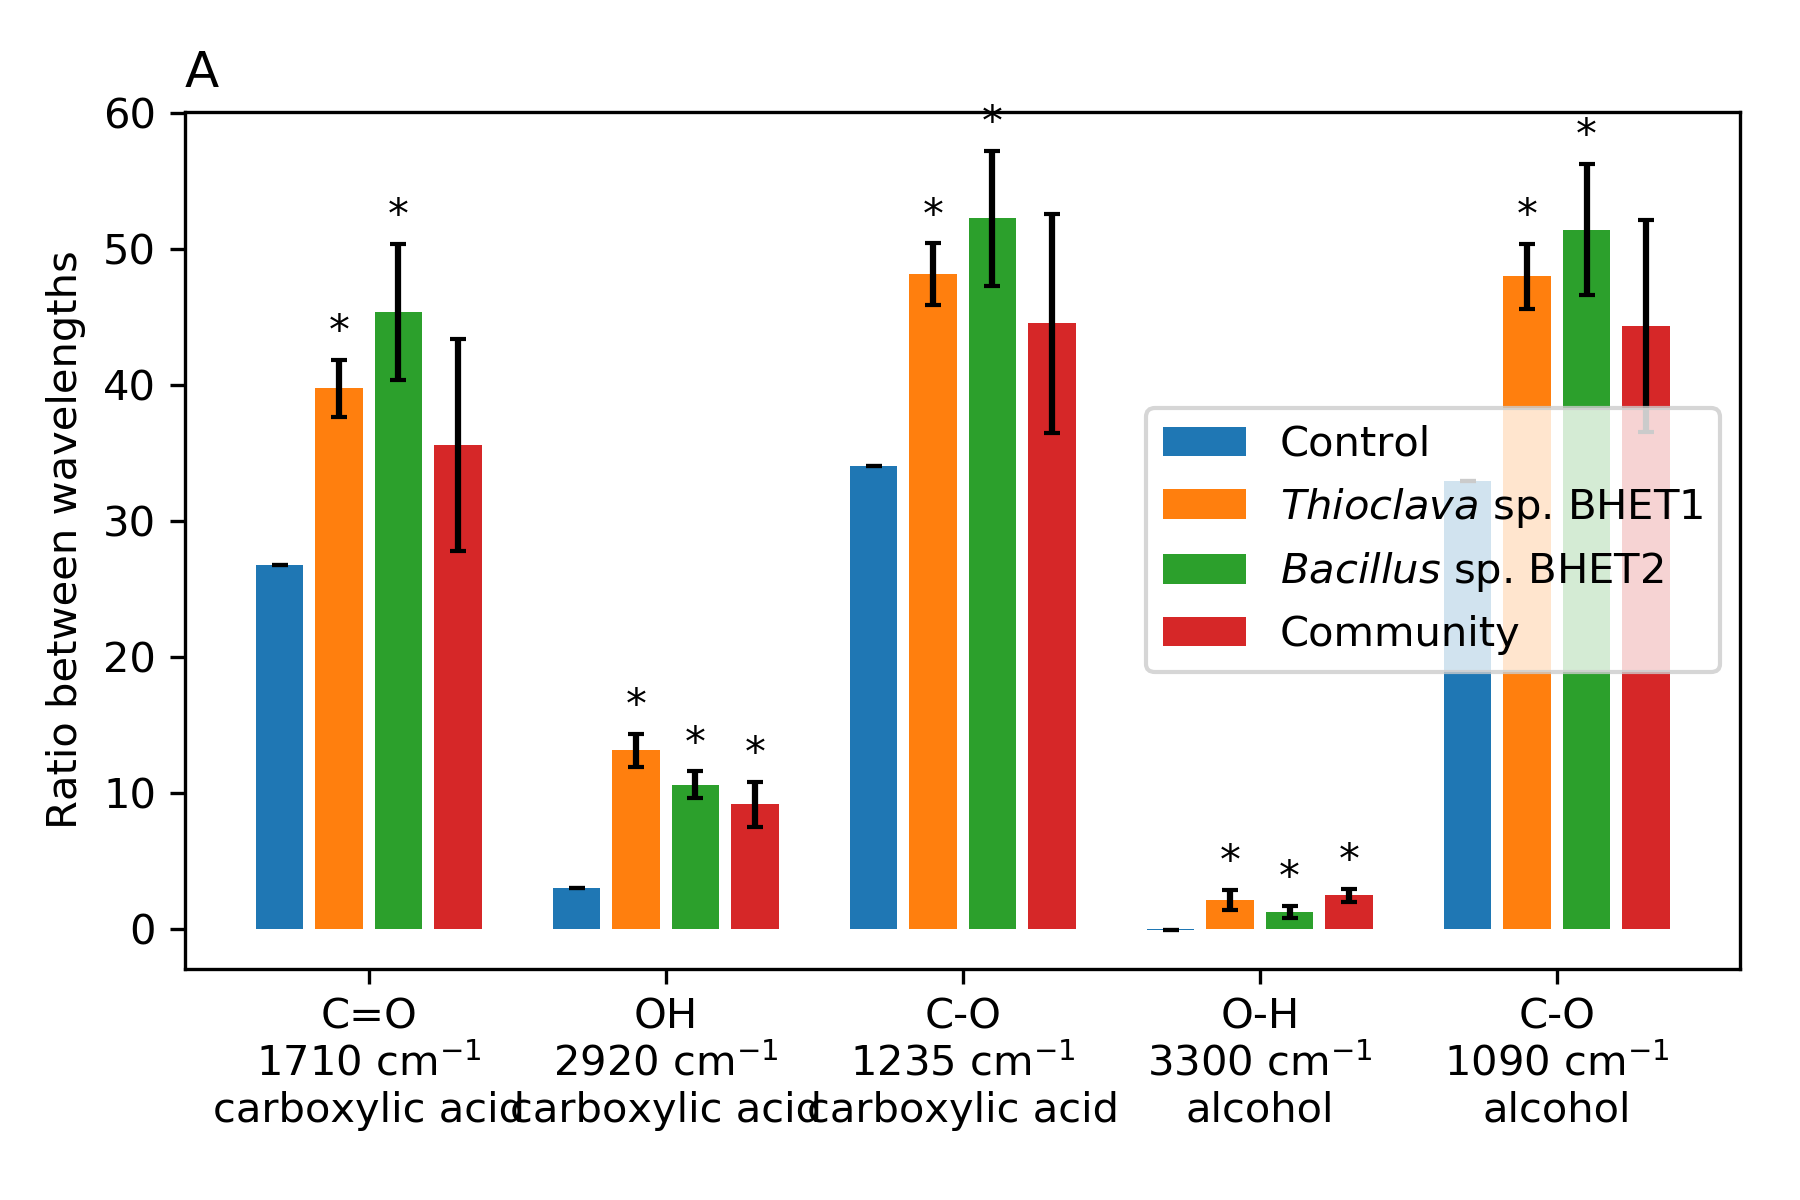 A
Ratio between wavelengths
60
50
40
30
20
10
0
*
*
*
*
*
*
*
*
*
*
*
*
Control
Thioclava sp. BHET1
Bacillus sp. BHET2
Community
C=O
1710 cm⁻¹
carboxylic acid
OH
2920 cm⁻¹
carboxylic acid
C-O
1235 cm⁻¹
carboxylic acid
O-H
3300 cm⁻¹
alcohol
C-O
1090 cm⁻¹
alcohol